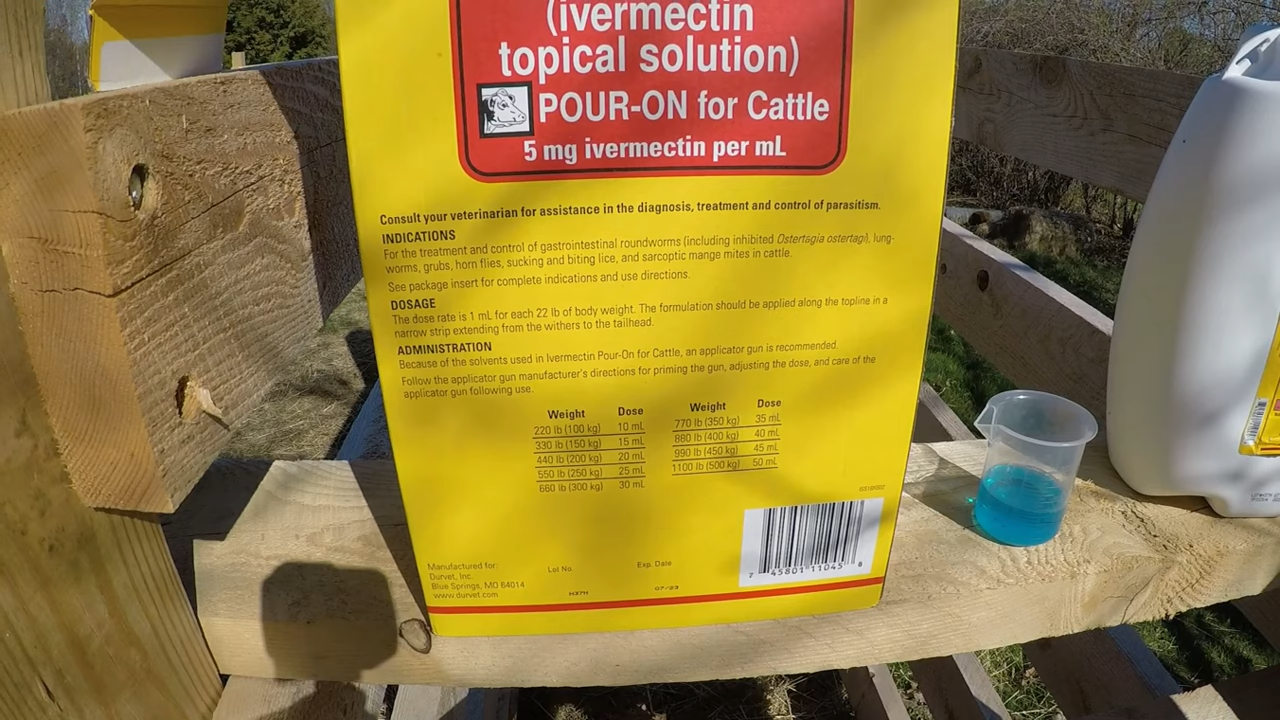 (ivermectin
topical solution)
POUR-ON for Cattle
5 mg ivermectin per mL
Consult your veterinarian for assistance in the diagnosis, treatment and control of parasitism.
INDICATIONS
For the treatment and control of gastrointestinal roundworms (including inhibited Ostertagia ostertagi), lung-
worms, grubs, horn flies, sucking and biting lice, and sarcoptic mange mites in cattle.
See package insert for complete indications and use directions.
DOSAGE
The dose rate is 1 mL for each 22 lb of body weight. The formulation should be applied along the topline in a
narrow strip extending from the withers to the tailhead.
ADMINISTRATION
Because of the solvents used in Ivermectin Pour-On for Cattle, an applicator gun is recommended.
Follow the applicator gun manufacturer's directions for priming the gun, adjusting the dose, and care of the
applicator gun following use.
Weight Dose
220 lb (100 kg) 10 mL
330 lb (150 kg) 15 mL
440 lb (200 kg) 20 mL
550 lb (250 kg) 25 mL
660 lb (300 kg) 30 mL
Weight Dose
770 lb (350 kg) 35 mL
880 lb (400 kg) 40 mL
990 lb (450 kg) 45 mL
1100 lb (500 kg) 50 mL
Manufactured for:
Durvet, Inc.
Blue Springs, MO 64014
www.durvet.com
Lot No.
H37H
Exp. Date
07/23
7 45801 11045 6